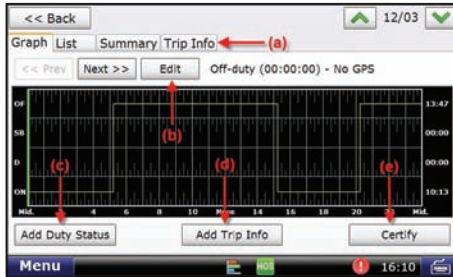 << Back 12/03
Graph List Summary Trip Info (a)
<< Prev Next >> Edit Off-duty (00:00:00) - No GPS
(b)
OF 13:47
SB 00:00
(c) (d) (e)
D 00:00
ON 10:13
Mid. 4 6 8 10 12 14 16 18 20 Mid.
Add Duty Status Add Trip Info Certify
Menu HOS 16:10